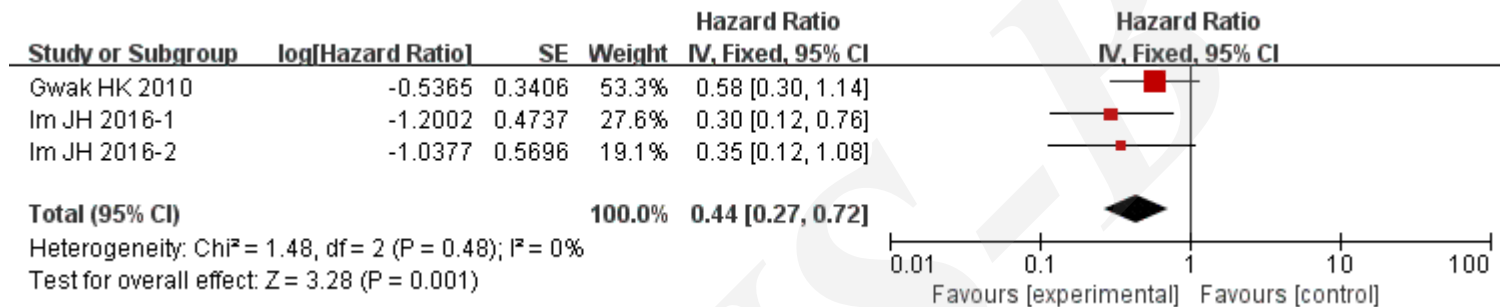 Hazard Ratio Hazard Ratio
Study or Subgroup log[Hazard Ratio] SE Weight IV, Fixed, 95% CI IV, Fixed, 95% CI
Gwak HK 2010 -0.5365 0.3406 53.3% 0.58 [0.30, 1.14]
Im JH 2016-1 -1.2002 0.4737 27.6% 0.30 [0.12, 0.76]
Im JH 2016-2 -1.0377 0.5696 19.1% 0.35 [0.12, 1.08]
Total (95% CI) 100.0% 0.44 [0.27, 0.72]
Heterogeneity: Chi² = 1.48, df = 2 (P = 0.48); I² = 0%
Test for overall effect: Z = 3.28 (P = 0.001)
0.01 0.1 1 10 100
Favours [experimental] Favours [control]